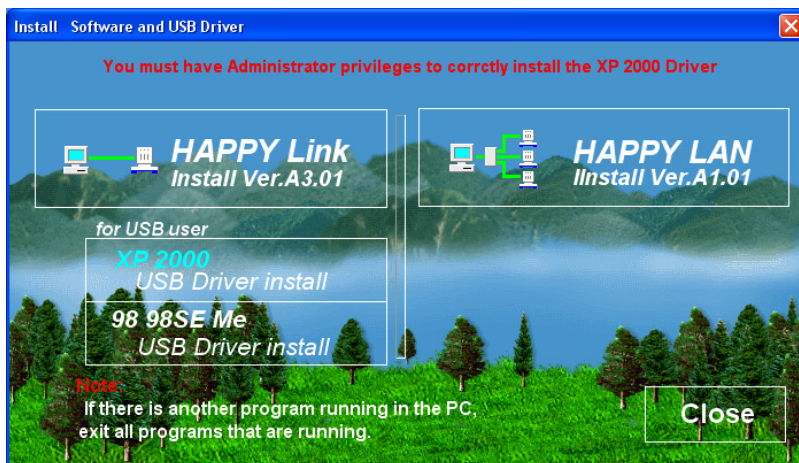 Install Software and USB Driver
You must have Administrator privileges to corrctly install the XP 2000 Driver
HAPPY Link
Install Ver.A3.01
HAPPY LAN
IInstall Ver.A1.01
for USB user
XP 2000
USB Driver install
98 98SE Me
USB Driver install
Note:
If there is another program running in the PC,
exit all programs that are running.
Close